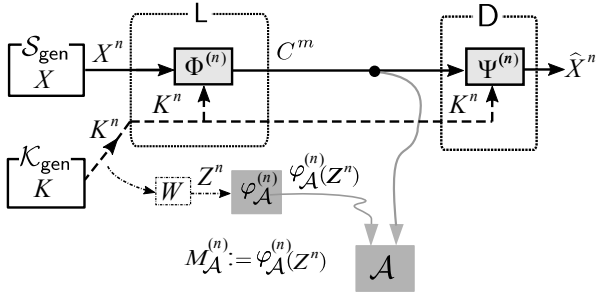 L
D
𝒮_gen
X
X^n
Φ^(n)
C^m
Ψ^(n)
X̂^n
K^n
K^n
K^n
𝒦_gen
K
W
Z^n
φ_𝒜^(n)
φ_𝒜^(n)(Z^n)
M_𝒜^(n) := φ_𝒜^(n)(Z^n)
𝒜